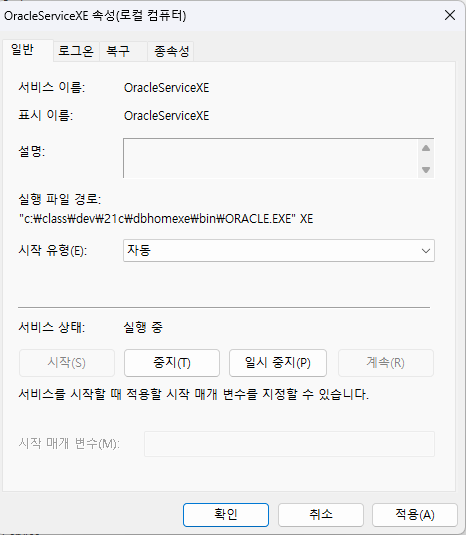 OracleServiceXE 속성(로컬 컴퓨터)
일반 로그온 복구 종속성
서비스 이름: OracleServiceXE
표시 이름: OracleServiceXE
설명:
실행 파일 경로:
"c:\class\dev\21c\dbhomexe\bin\ORACLE.EXE" XE
시작 유형(E): 자동
서비스 상태: 실행 중
시작(S) 중지(T) 일시 중지(P) 계속(R)
서비스를 시작할 때 적용할 시작 매개 변수를 지정할 수 있습니다.
시작 매개 변수(M):
확인 취소 적용(A)